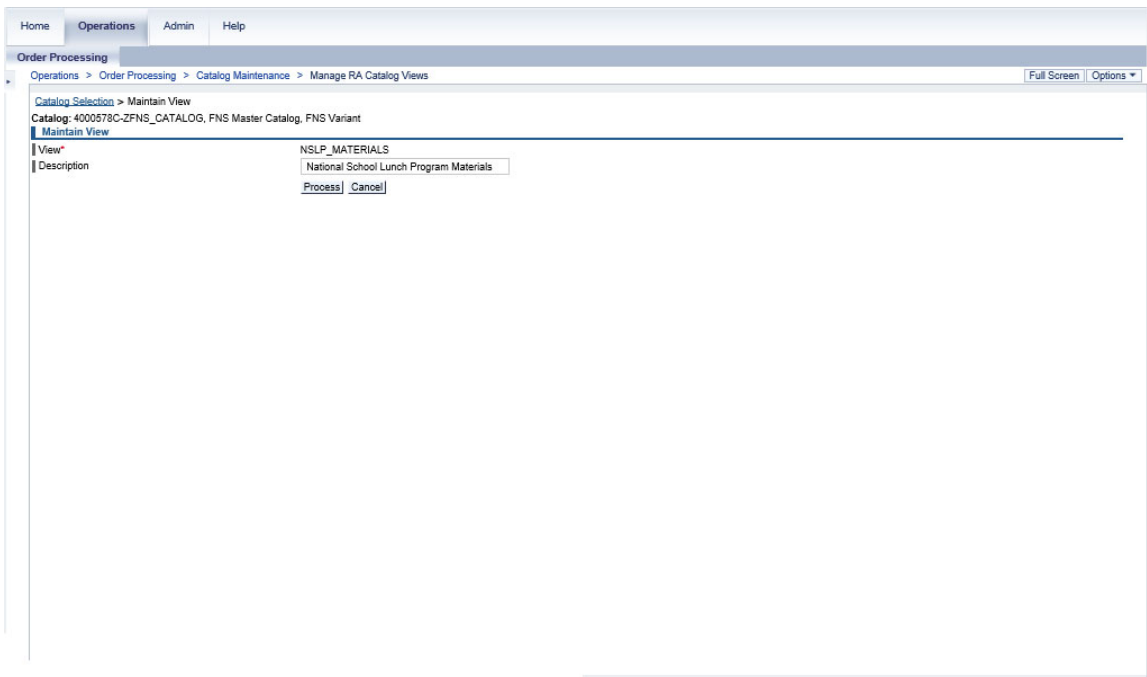 Home Operations Admin Help
Order Processing
Operations > Order Processing > Catalog Maintenance > Manage RA Catalog Views Full Screen Options
Catalog Selection > Maintain View
Catalog: 4000578C-ZFNS_CATALOG, FNS Master Catalog, FNS Variant
Maintain View
View* NSLP_MATERIALS
Description National School Lunch Program Materials
Process Cancel